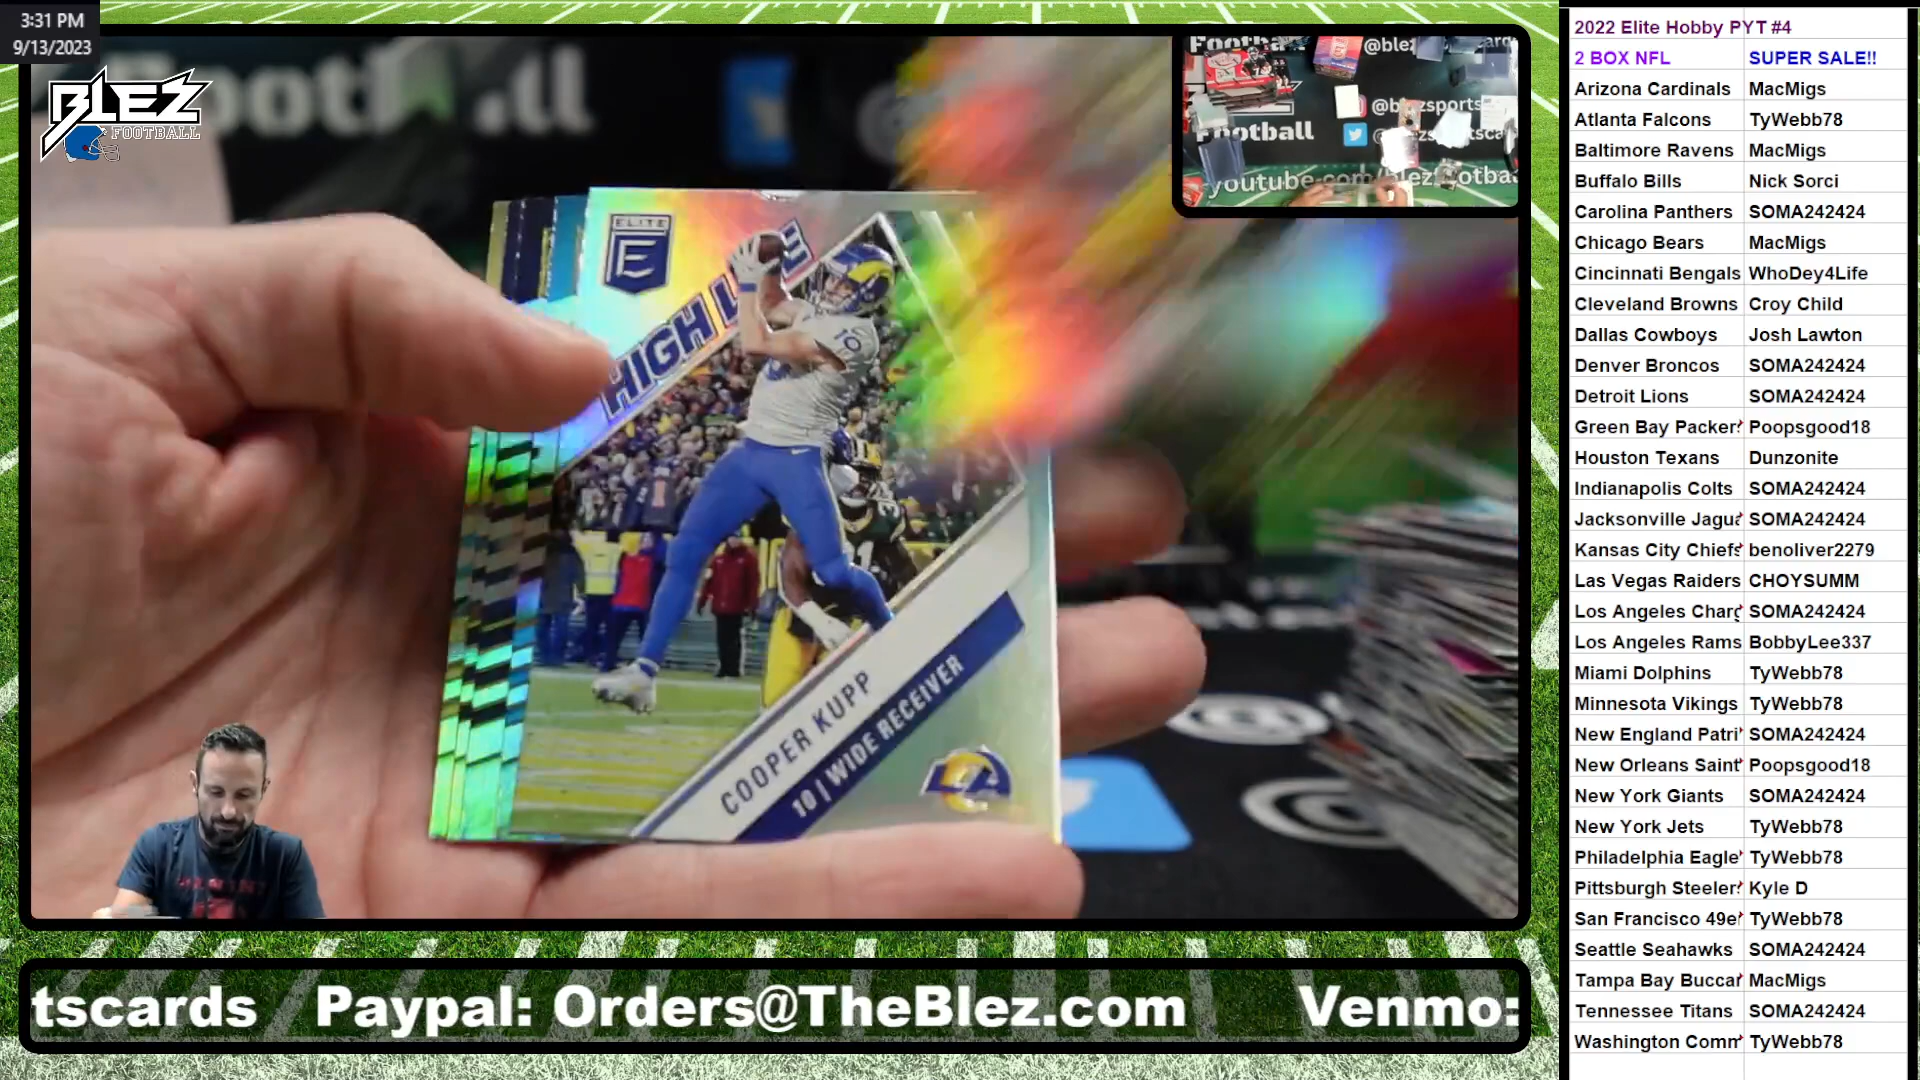 3:31 PM
9/13/2023
BLEZ
FOOTBALL
ELITE
E
HIGH
COOPER KUPP
10 | WIDE RECEIVER
10
Football
@blez
@blezsports
Football
youtube.com/blezfootba
2022 Elite Hobby PYT #4
2 BOX NFL SUPER SALE!!
Arizona Cardinals MacMigs
Atlanta Falcons TyWebb78
Baltimore Ravens MacMigs
Buffalo Bills Nick Sorci
Carolina Panthers SOMA242424
Chicago Bears MacMigs
Cincinnati Bengals WhoDey4Life
Cleveland Browns Croy Child
Dallas Cowboys Josh Lawton
Denver Broncos SOMA242424
Detroit Lions SOMA242424
Green Bay Packer Poopsgood18
Houston Texans Dunzonite
Indianapolis Colts SOMA242424
Jacksonville Jagua SOMA242424
Kansas City Chiefs benoliver2279
Las Vegas Raiders CHOYSUMM
Los Angeles Charg SOMA242424
Los Angeles Rams BobbyLee337
Miami Dolphins TyWebb78
Minnesota Vikings TyWebb78
New England Patri SOMA242424
New Orleans Saint Poopsgood18
New York Giants SOMA242424
New York Jets TyWebb78
Philadelphia Eagle TyWebb78
Pittsburgh Steeler Kyle D
San Francisco 49e TyWebb78
Seattle Seahawks SOMA242424
Tampa Bay Buccar MacMigs
Tennessee Titans SOMA242424
Washington Comm TyWebb78
tscards Paypal: Orders@TheBlez.com Venmo: